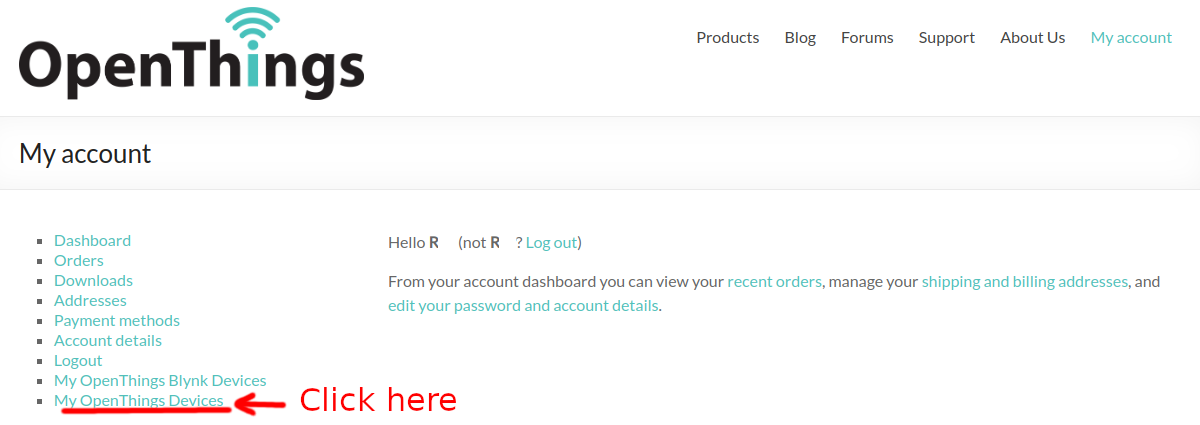 OpenThings
Products Blog Forums Support About Us My account
My account
Dashboard
Orders
Downloads
Addresses
Payment methods
Account details
Logout
My OpenThings Blynk Devices
My OpenThings Devices
Click here
Hello R (not R ? Log out)
From your account dashboard you can view your recent orders, manage your shipping and billing addresses, and
edit your password and account details.